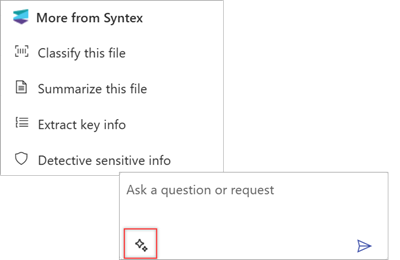 More from Syntex
Classify this file
Summarize this file
Extract key info
Detective sensitive info
Ask a question or request